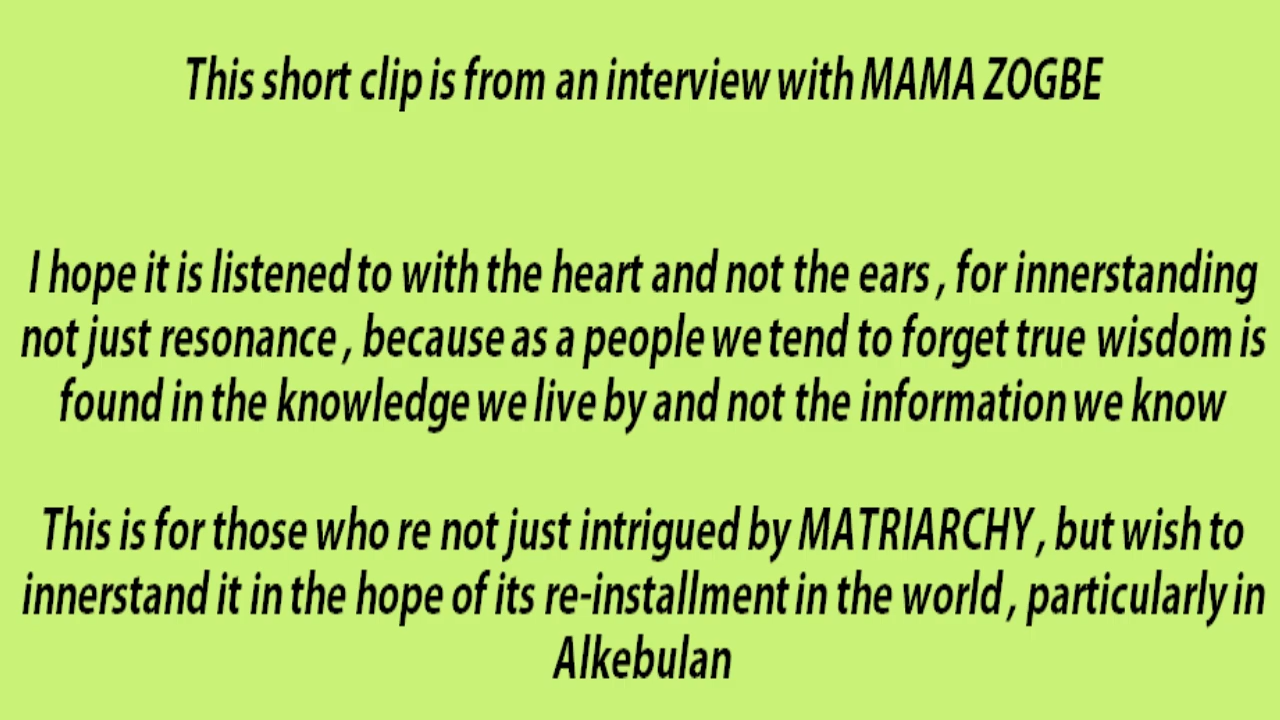 This short clip is from an interview with MAMA ZOGBE
I hope it is listened to with the heart and not the ears , for innerstanding
not just resonance , because as a people we tend to forget true wisdom is
found in the knowledge we live by and not the information we know
This is for those who re not just intrigued by MATRIARCHY , but wish to
innerstand it in the hope of its re-installment in the world , particularly in
Alkebulan